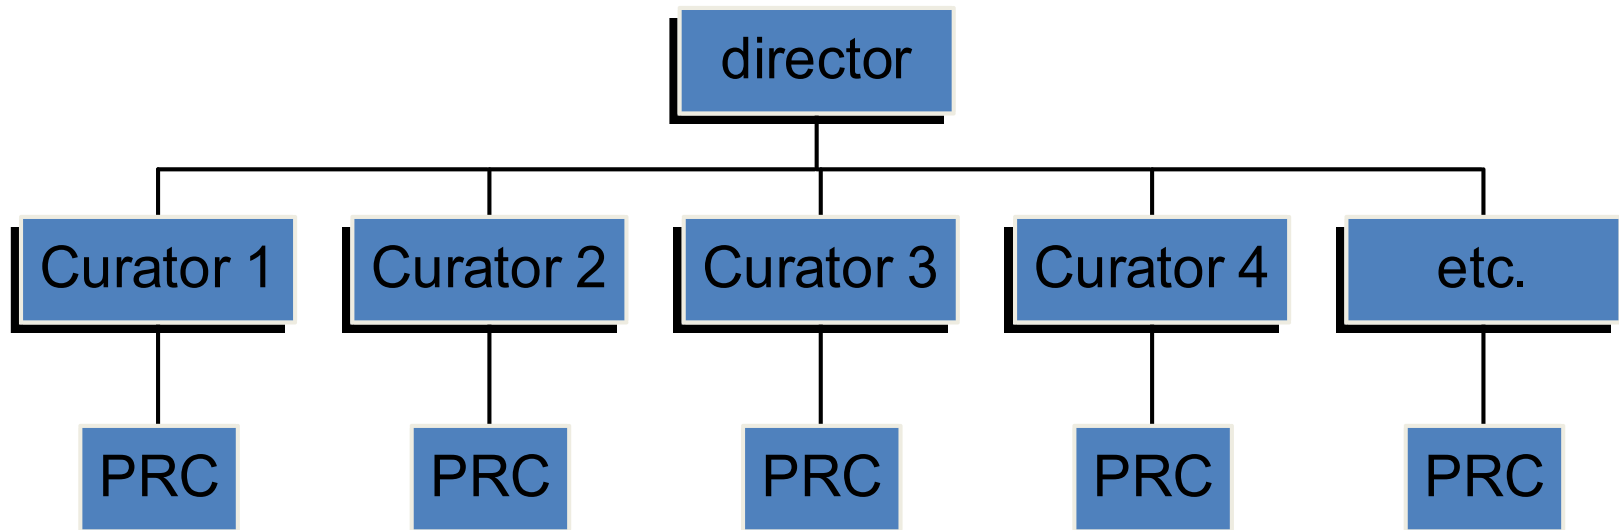 director
Curator 1
Curator 2
Curator 3
Curator 4
etc.
PRC
PRC
PRC
PRC
PRC